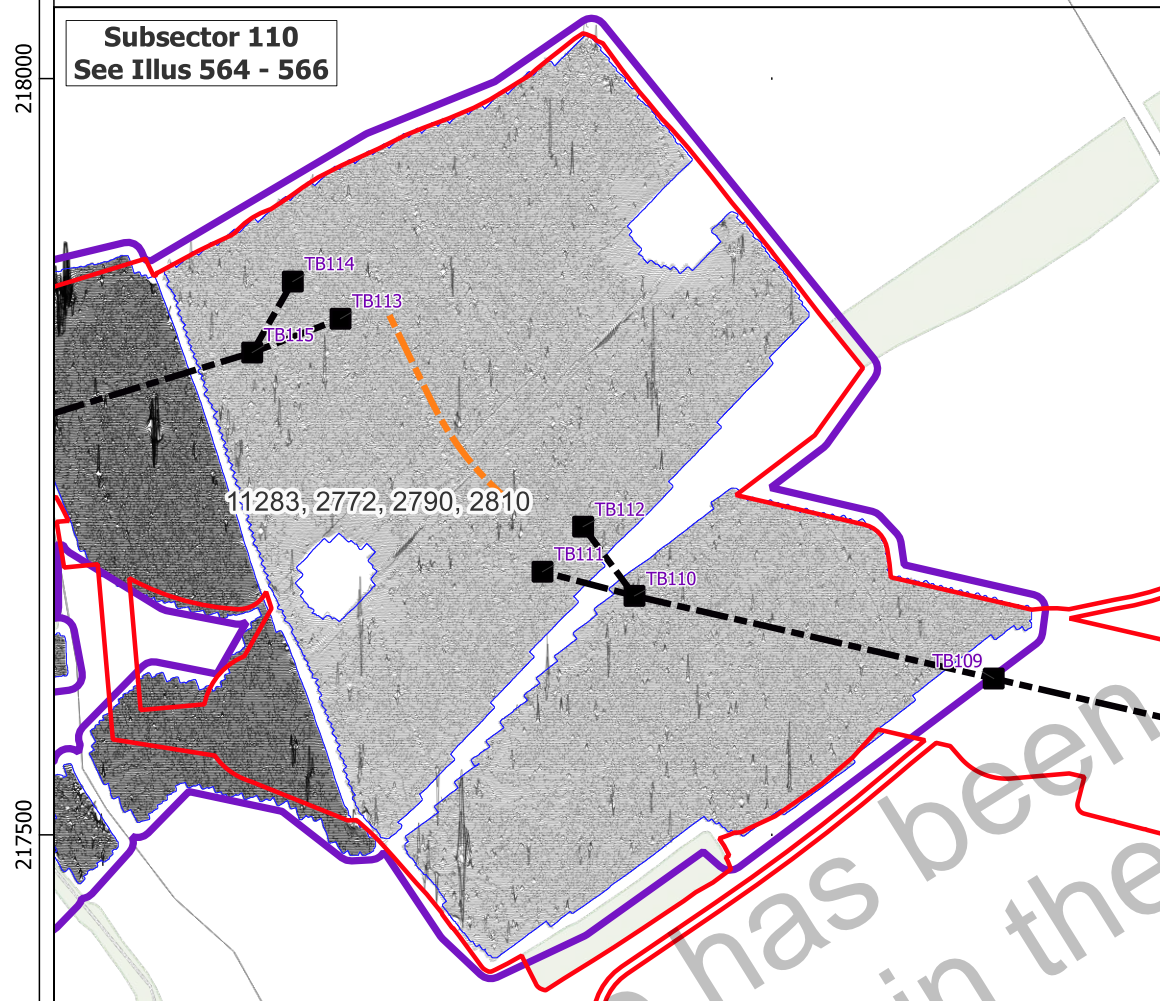 Subsector 110
See Illus 564 - 566
218000
TB114
TB113
TB115
11283, 2772, 2790, 2810
TB112
TB111
TB110
TB109
217500
has been
in the